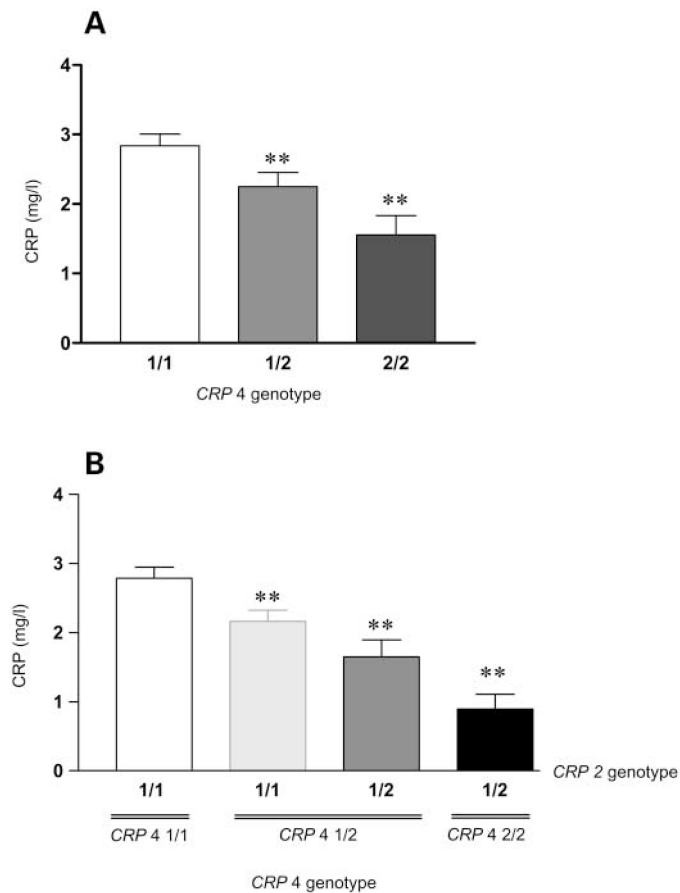 A
4
3
2
1
0
CRP (mg/l)
**
**
1/1 1/2 2/2
CRP 4 genotype
B
4
3
2
1
0
CRP (mg/l)
**
**
**
1/1 1/1 1/2 1/2
CRP 2 genotype
CRP 4 1/1 CRP 4 1/2 CRP 4 2/2
CRP 4 genotype